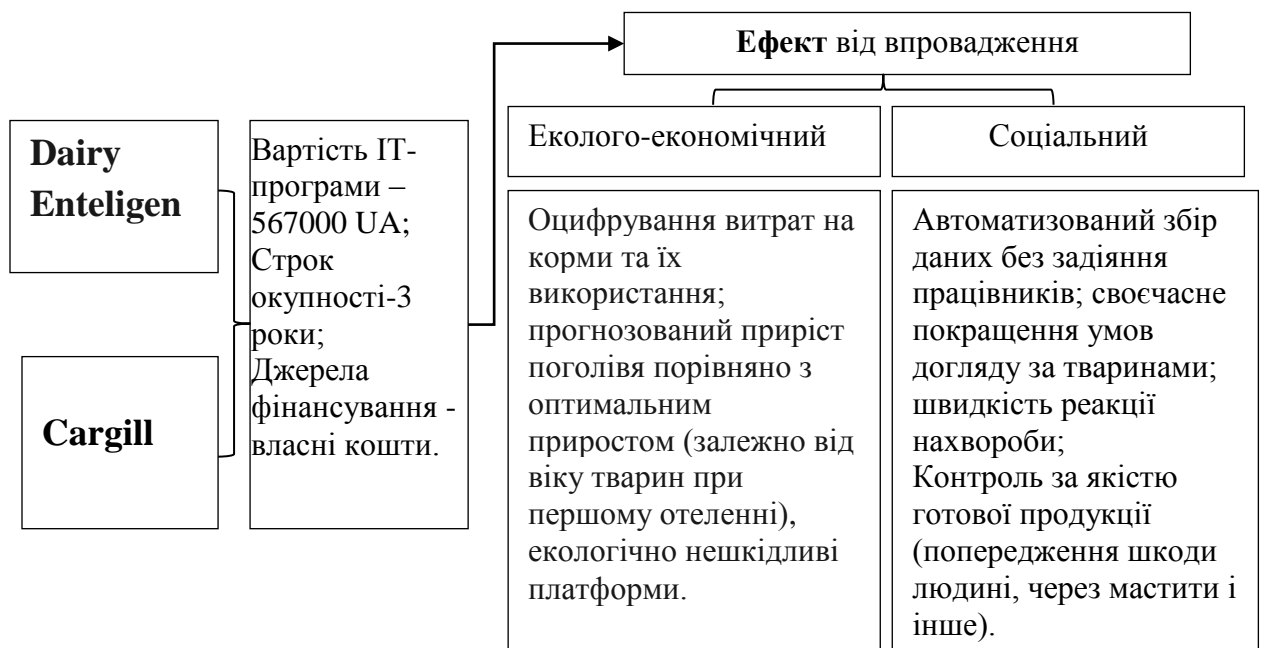 Ефект від впровадження
Dairy
Enteligen
Cargill
Вартість ІТ-
програми –
567000 UA;
Строк
окупності-3
роки;
Джерела
фінансування -
власні кошти.
Еколого-економічний
Оцифрування витрат на
корми та їх
використання;
прогнозований приріст
поголівя порівняно з
оптимальним
приростом (залежно від
віку тварин при
першому отеленні),
екологічно нешкідливі
платформи.
Соціальний
Автоматизований збір
даних без задіяння
працівників; своєчасне
покращення умов
догляду за тваринами;
швидкість реакції
нахвороби;
Контроль за якістю
готової продукції
(попередження шкоди
людині, через мастити і
інше).